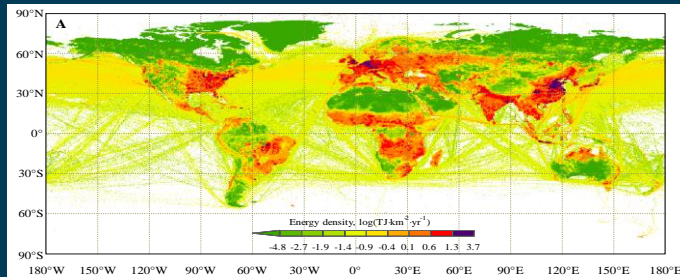 90°N
A
60°N
30°N
0°
30°S
60°S
90°S
Energy density, log(TJ·km⁻²·yr⁻¹)
-4.8 -2.7 -1.9 -1.4 -0.9 -0.4 0.1 0.6 1.3 3.7
180°W 150°W 120°W 90°W 60°W 30°W 0° 30°E 60°E 90°E 120°E 150°E 180°E